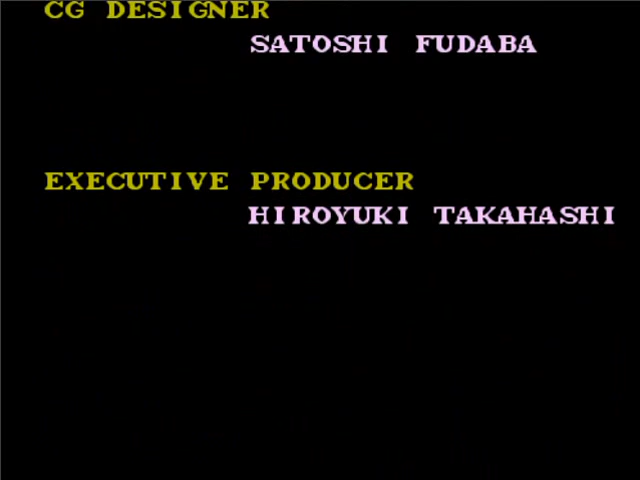 CG DESIGNER
SATOSHI FUDABA
EXECUTIVE PRODUCER
HIROYUKI TAKAHASHI